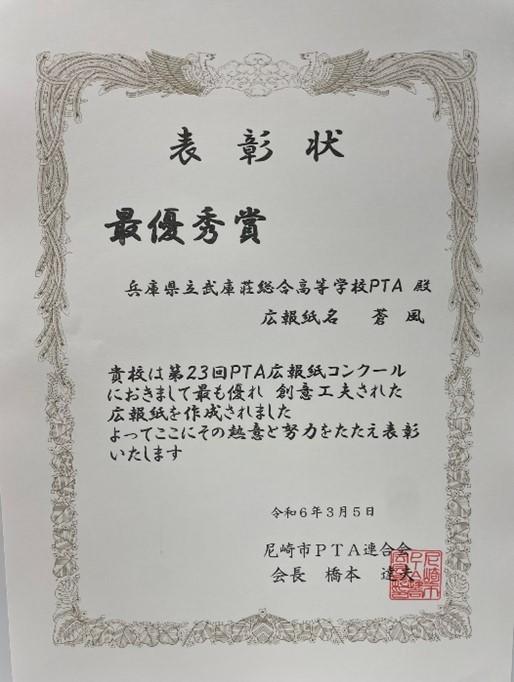 表彰状
最優秀賞
兵庫県立武庫荘総合高等学校PTA 殿
広報紙名 蒼風
貴校は第23回PTA広報紙コンクール
におきまして最も優れ 創意工夫された
広報紙を作成されました
よってここにその熱意と努力をたたえ表彰
いたします
令和6年3月5日
尼崎市PTA連合会
会長 橋本 達夫